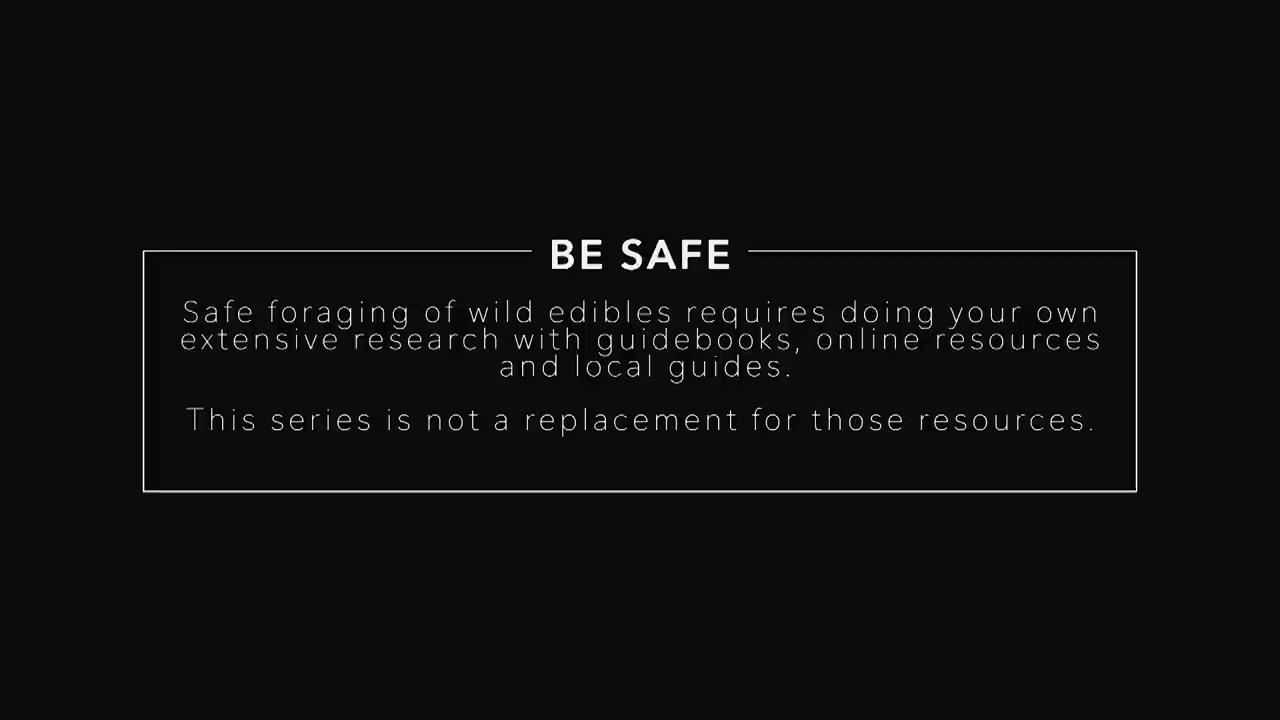 BE SAFE
Safe foraging of wild edibles requires doing your own
extensive research with guidebooks, online resources
and local guides.
This series is not a replacement for those resources.